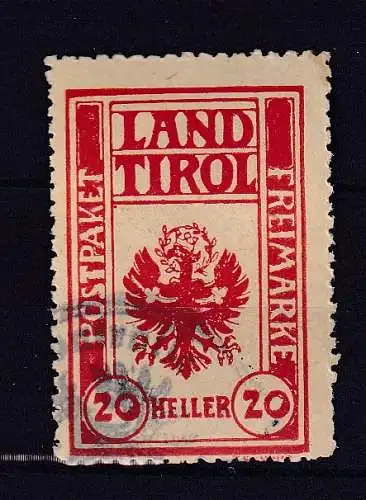 LAND
TIROL
POSTPAKET
FREIMARKE
20 HELLER 20